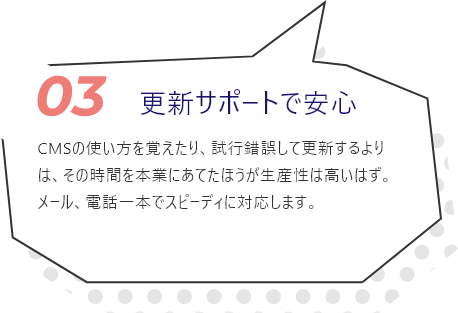 03 更新サポートで安心
CMSの使い方を覚えたり、試行錯誤して更新するより
は、その時間を本業にあてたほうが生産性は高いはず。
メール、電話一本でスピーディに対応します。